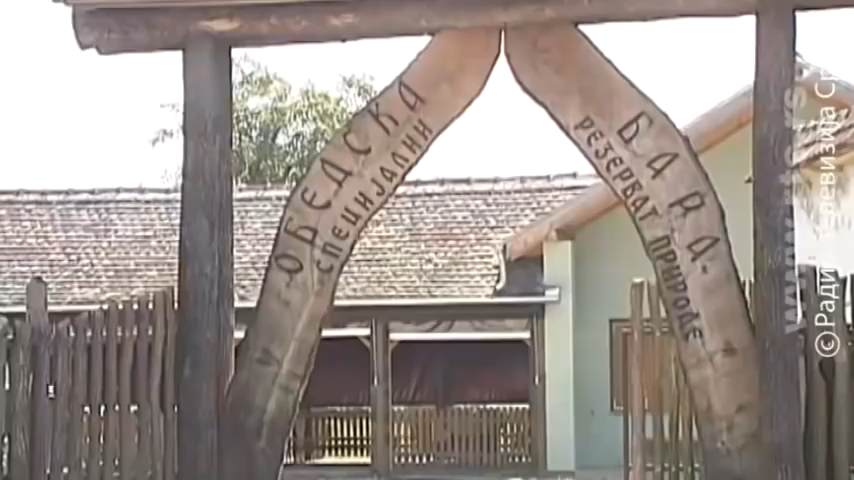 ОБЕДСКА
СПЕЦИЈАЛНИ
БАРА
РЕЗЕРВАТ ПРИРОДЕ
© Радио